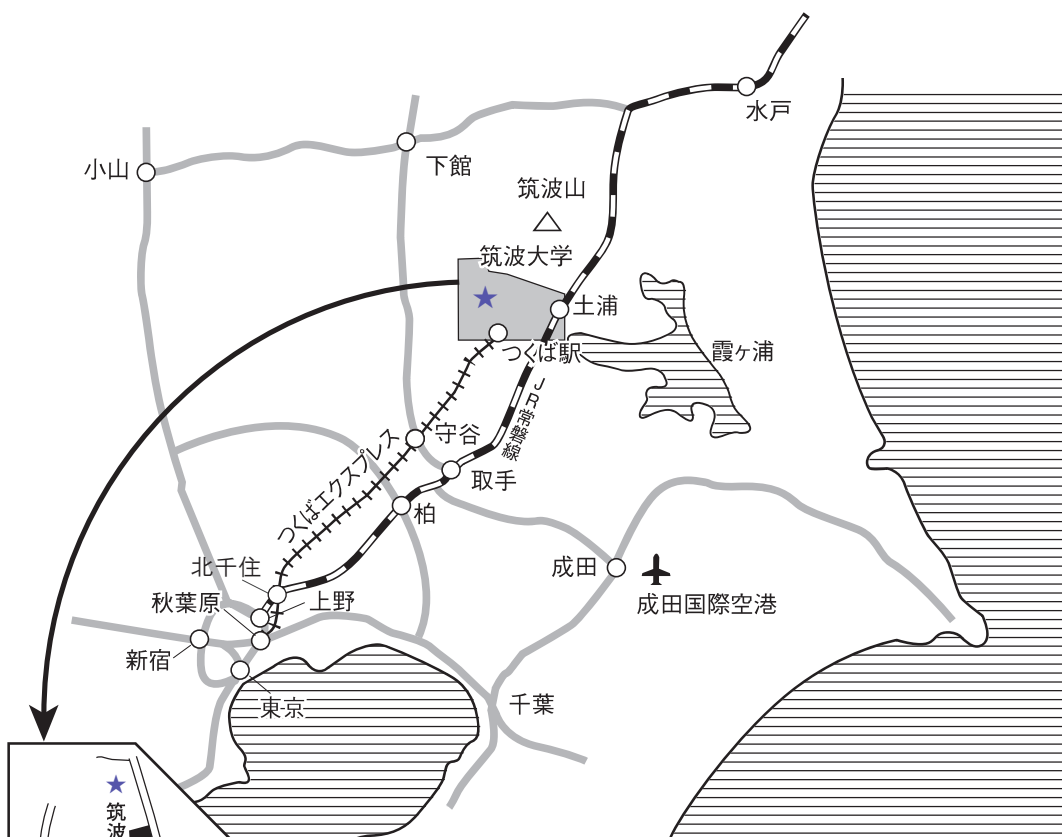 水戸
小山
下館
筑波山
筑波大学
土浦
つくば駅
霞ヶ浦
JR常磐線
守谷
つくばエクスプレス
取手
柏
北千住
成田
秋葉原
上野
成田国際空港
新宿
東京
千葉
筑波